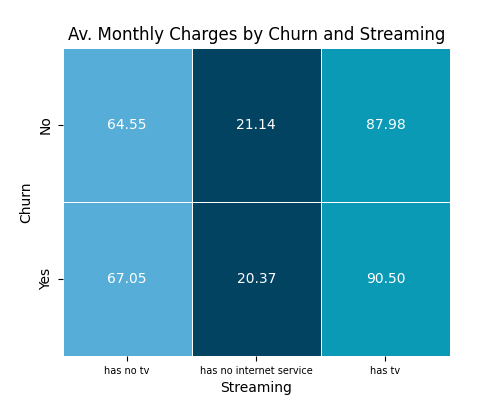 Av. Monthly Charges by Churn and Streaming
No
64.55
21.14
87.98
Churn
Yes
67.05
20.37
90.50
has no tv
has no internet service
has tv
Streaming